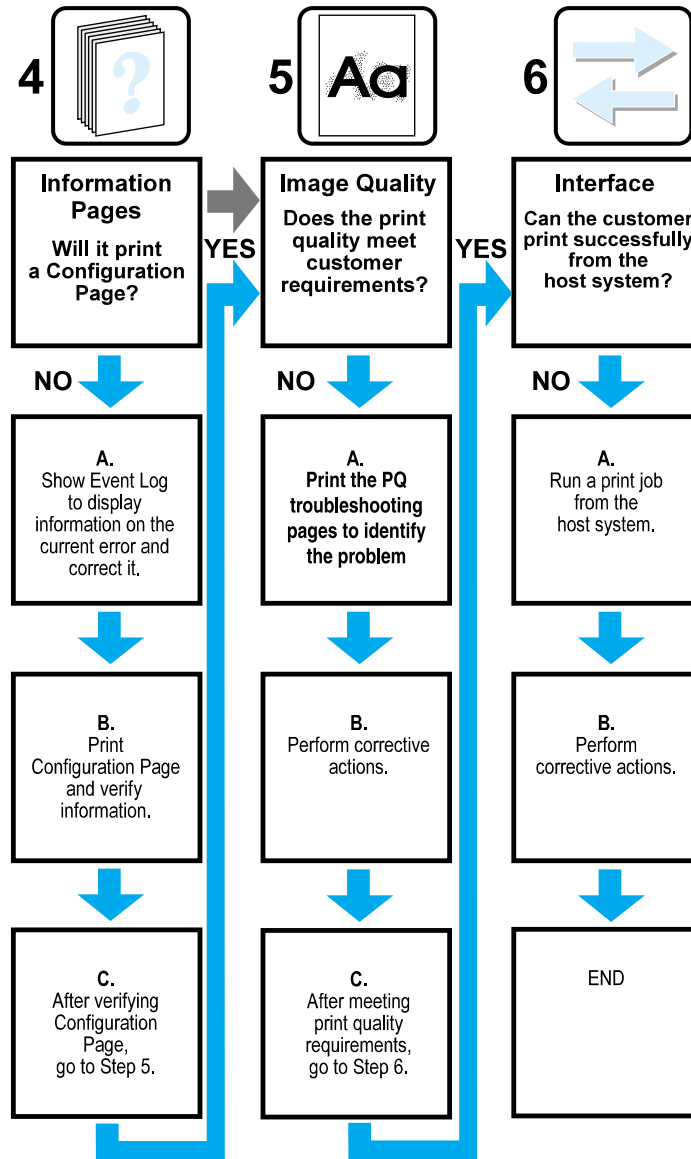 4
?
Information
Pages
Will it print
a Configuration
Page?
YES
NO
A.
Show Event Log
to display
information on the
current error and
correct it.
B.
Print
Configuration Page
and verify
information.
C.
After verifying
Configuration
Page,
go to Step 5.
5
Aa
Image Quality
Does the print
quality meet
customer
requirements?
YES
NO
A.
Print the PQ
troubleshooting
pages to identify
the problem
B.
Perform corrective
actions.
C.
After meeting
print quality
requirements,
go to Step 6.
6
Interface
Can the customer
print successfully
from the
host system?
NO
A.
Run a print job
from the
host system.
B.
Perform
corrective actions.
END